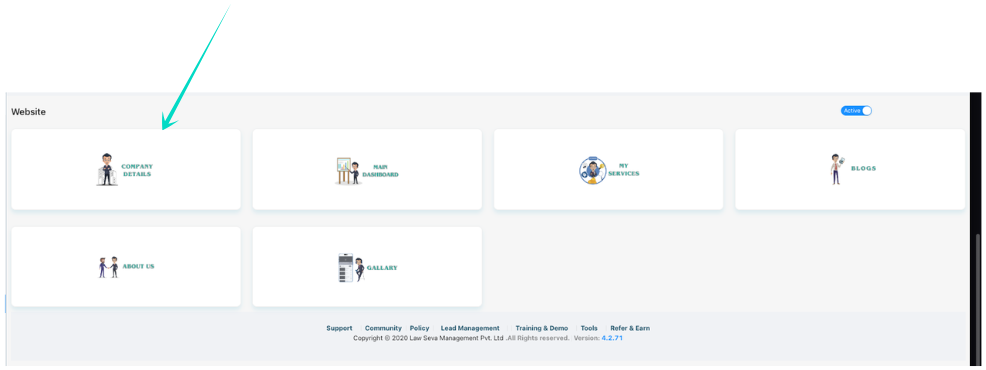 Website
Active
COMPANY
DETAILS
MAIN
DASHBOARD
MY
SERVICES
BLOGS
ABOUT US
GALLARY
Support Community Policy Lead Management Training & Demo Tools Refer & Earn
Copyright © 2020 Law Seva Management Pvt. Ltd .All Rights reserved. Version: 4.2.71